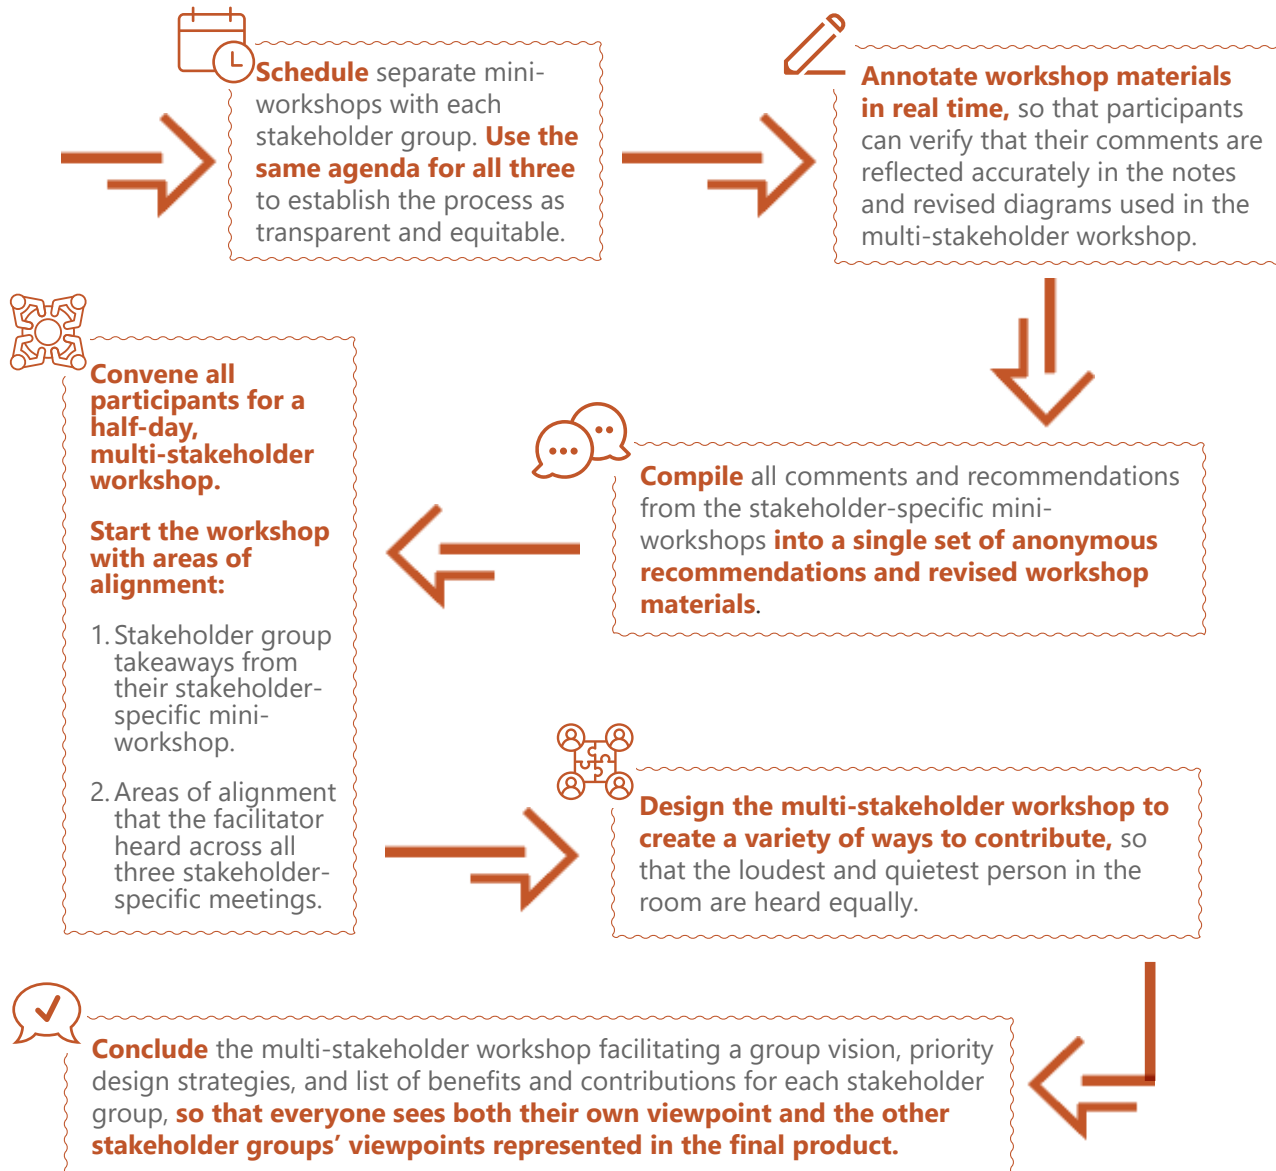 Schedule separate mini-
workshops with each
stakeholder group. Use the
same agenda for all three
to establish the process as
transparent and equitable.
Annotate workshop materials
in real time, so that participants
can verify that their comments are
reflected accurately in the notes
and revised diagrams used in the
multi-stakeholder workshop.
Compile all comments and recommendations
from the stakeholder-specific mini-
workshops into a single set of anonymous
recommendations and revised workshop
materials.
Convene all
participants for a
half-day,
multi-stakeholder
workshop.
Start the workshop
with areas of
alignment:
1. Stakeholder group
takeaways from
their stakeholder-
specific mini-
workshop.
2. Areas of alignment
that the facilitator
heard across all
three stakeholder-
specific meetings.
Design the multi-stakeholder workshop to
create a variety of ways to contribute, so
that the loudest and quietest person in the
room are heard equally.
Conclude the multi-stakeholder workshop facilitating a group vision, priority
design strategies, and list of benefits and contributions for each stakeholder
group, so that everyone sees both their own viewpoint and the other
stakeholder groups’ viewpoints represented in the final product.